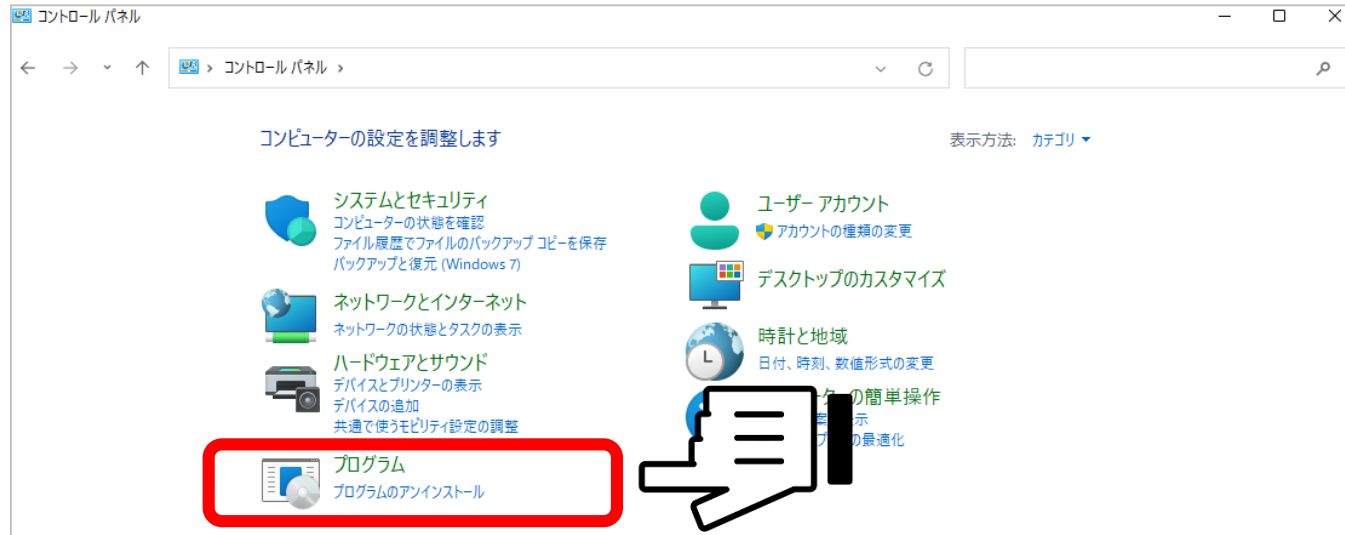 コントロール パネル
コントロール パネル
コンピューターの設定を調整します
表示方法: カテゴリ
システムとセキュリティ
コンピューターの状態を確認
ファイル履歴でファイルのバックアップ コピーを保存
バックアップと復元 (Windows 7)
ネットワークとインターネット
ネットワークの状態とタスクの表示
ハードウェアとサウンド
デバイスとプリンターの表示
デバイスの追加
共通で使うモビリティ設定の調整
プログラム
プログラムのアンインストール
ユーザー アカウント
アカウントの種類の変更
デスクトップのカスタマイズ
時計と地域
日付、時刻、数値形式の変更
の簡単操作
示
の最適化